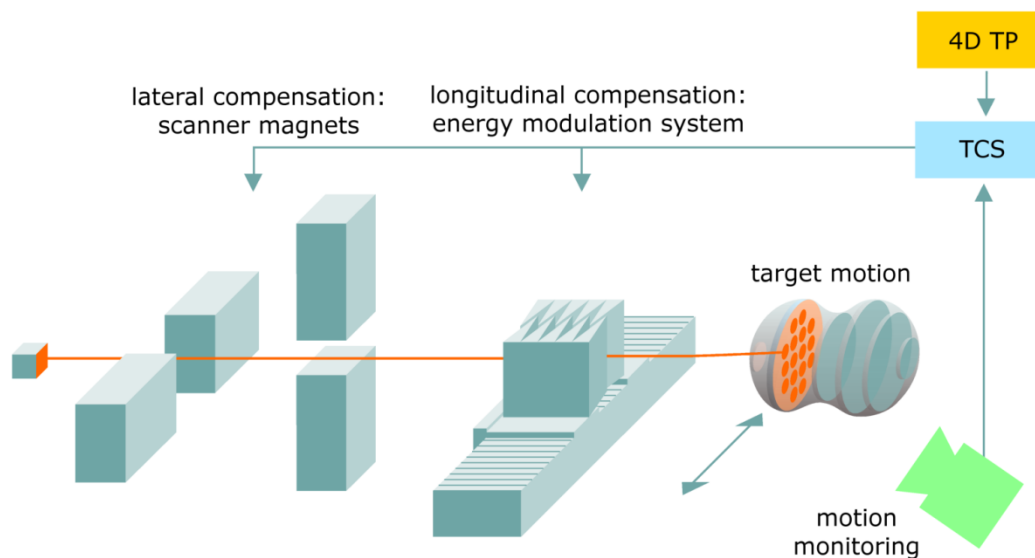 4D TP
lateral compensation:
scanner magnets
longitudinal compensation:
energy modulation system
TCS
target motion
motion
monitoring